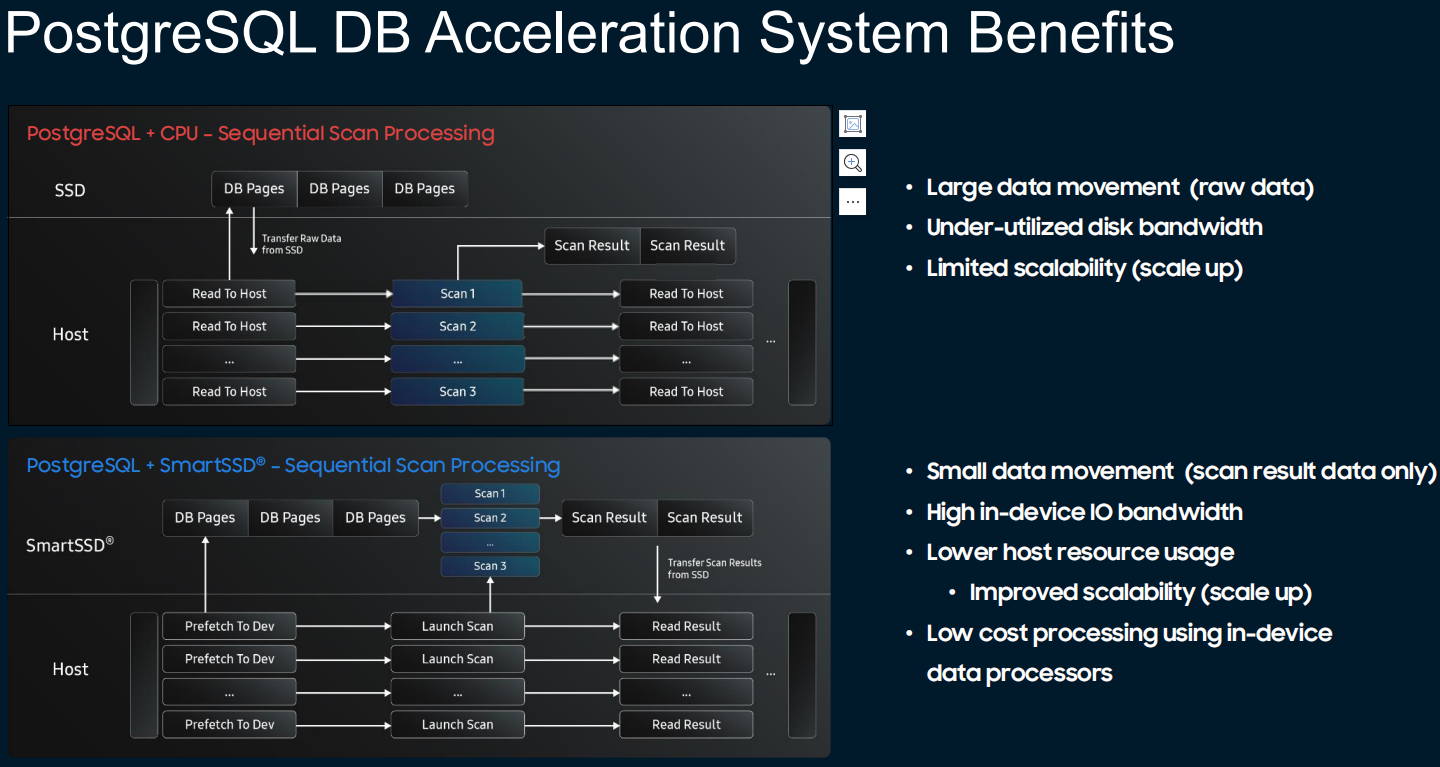 PostgreSQL DB Acceleration System Benefits
PostgreSQL + CPU – Sequential Scan Processing
SSD
DB Pages DB Pages DB Pages
Transfer Raw Data
from SSD
Scan Result Scan Result
Host
Read To Host Scan 1 Read To Host
Read To Host Scan 2 Read To Host
... ... ...
...
Read To Host Scan 3 Read To Host
• Large data movement (raw data)
• Under-utilized disk bandwidth
• Limited scalability (scale up)
PostgreSQL + SmartSSD® – Sequential Scan Processing
SmartSSD®
DB Pages DB Pages DB Pages
Scan 1
Scan 2
...
Scan 3
Scan Result Scan Result
Transfer Scan Results
from SSD
Host
Prefetch To Dev Launch Scan Read Result
Prefetch To Dev Launch Scan Read Result
... ... ...
...
Prefetch To Dev Launch Scan Read Result
• Small data movement (scan result data only)
• High in-device IO bandwidth
• Lower host resource usage
• Improved scalability (scale up)
• Low cost processing using in-device
data processors